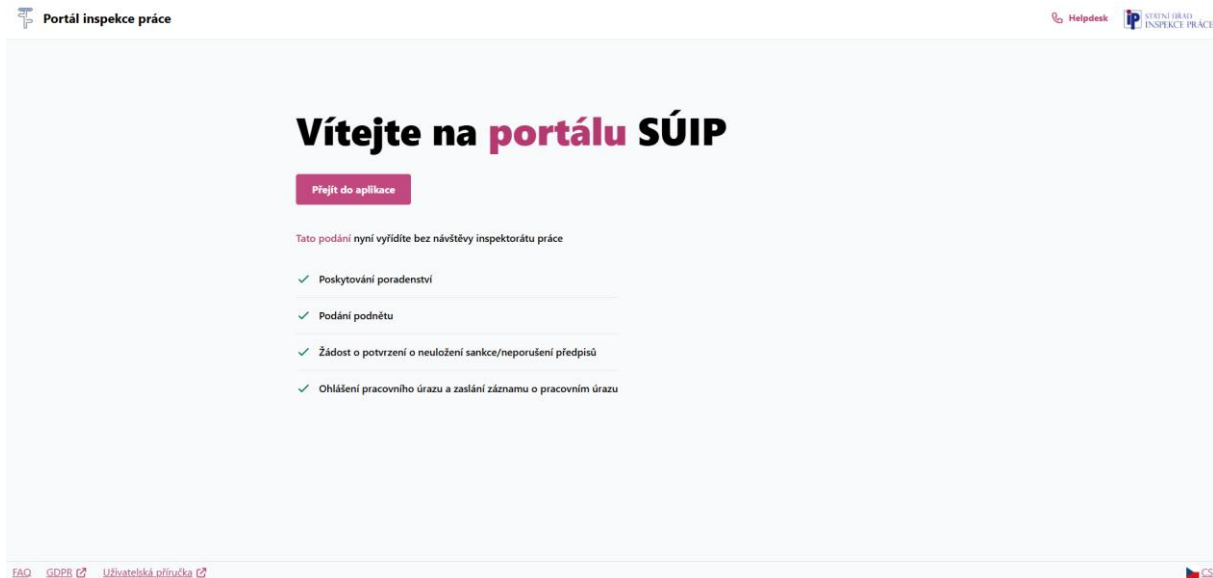 Portál inspekce práce
Helpdesk
STÁTNÍ ÚŘAD
INSPEKCE PRÁCE
Vítejte na portálu SÚIP
Přejít do aplikace
Tato podání nyní vyřídíte bez návštěvy inspektorátu práce
Poskytování poradenství
Podání podnětu
Žádost o potvrzení o neuložení sankce/neporušení předpisů
Ohlášení pracovního úrazu a zaslání záznamu o pracovním úrazu
FAQ GDPR Uživatelská příručka
CS